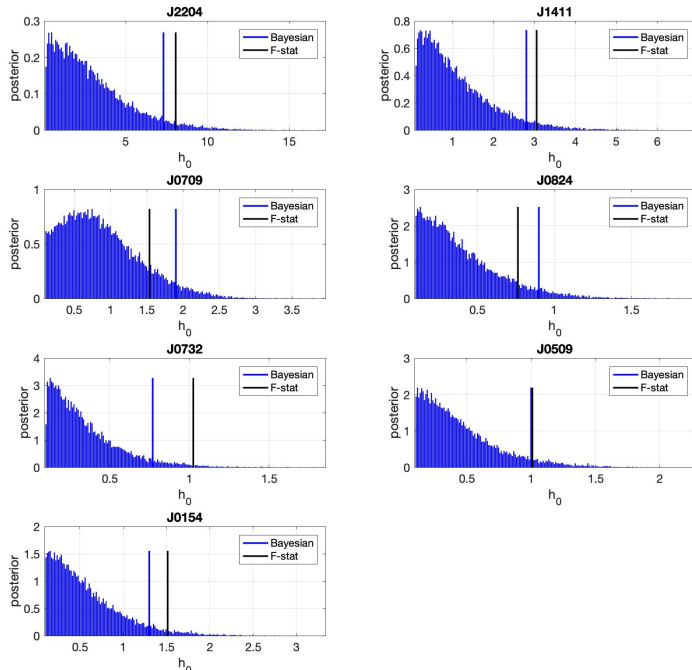 J2204
0.3
0.2
0.1
0
posterior
5
10
15
h0
Bayesian
F-stat
J1411
0.8
0.6
0.4
0.2
0
posterior
1
2
3
4
5
6
h0
Bayesian
F-stat
J0709
1
0.5
0
posterior
0.5
1
1.5
2
2.5
3
3.5
h0
Bayesian
F-stat
J0824
3
2
1
0
posterior
0.5
1
1.5
h0
Bayesian
F-stat
J0732
4
3
2
1
0
posterior
0.5
1
1.5
h0
Bayesian
F-stat
J0509
3
2
1
0
posterior
0.5
1
1.5
2
h0
Bayesian
F-stat
J0154
2
1.5
1
0.5
0
posterior
0.5
1
1.5
2
2.5
3
h0
Bayesian
F-stat